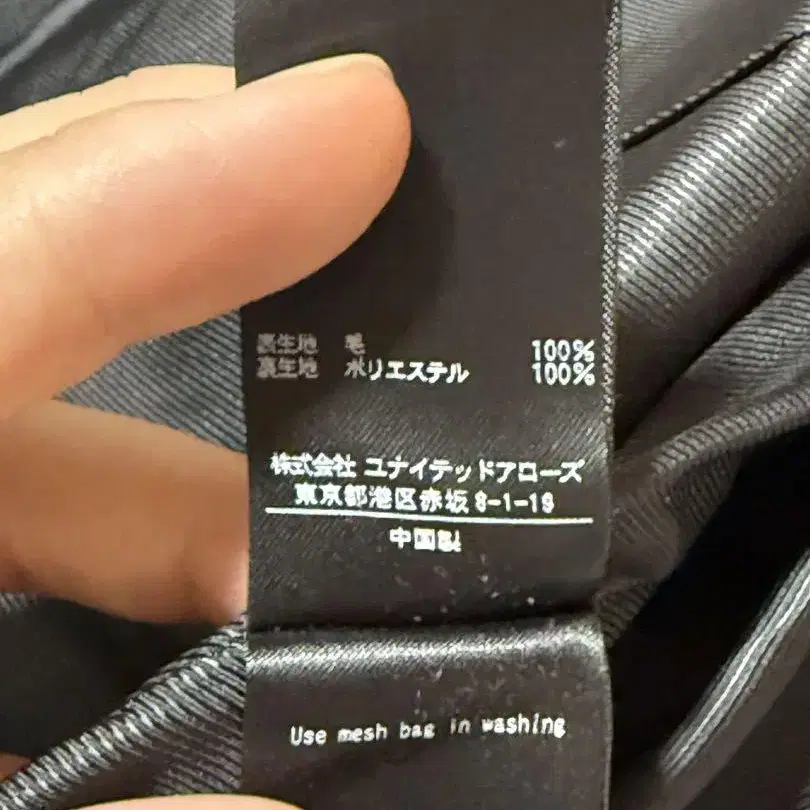 表生地 毛 100%
裏生地 ポリエステル 100%
株式会社 ユナイテッドアローズ
東京都港区赤坂 8-1-19
中国製
Use mesh bag in washing